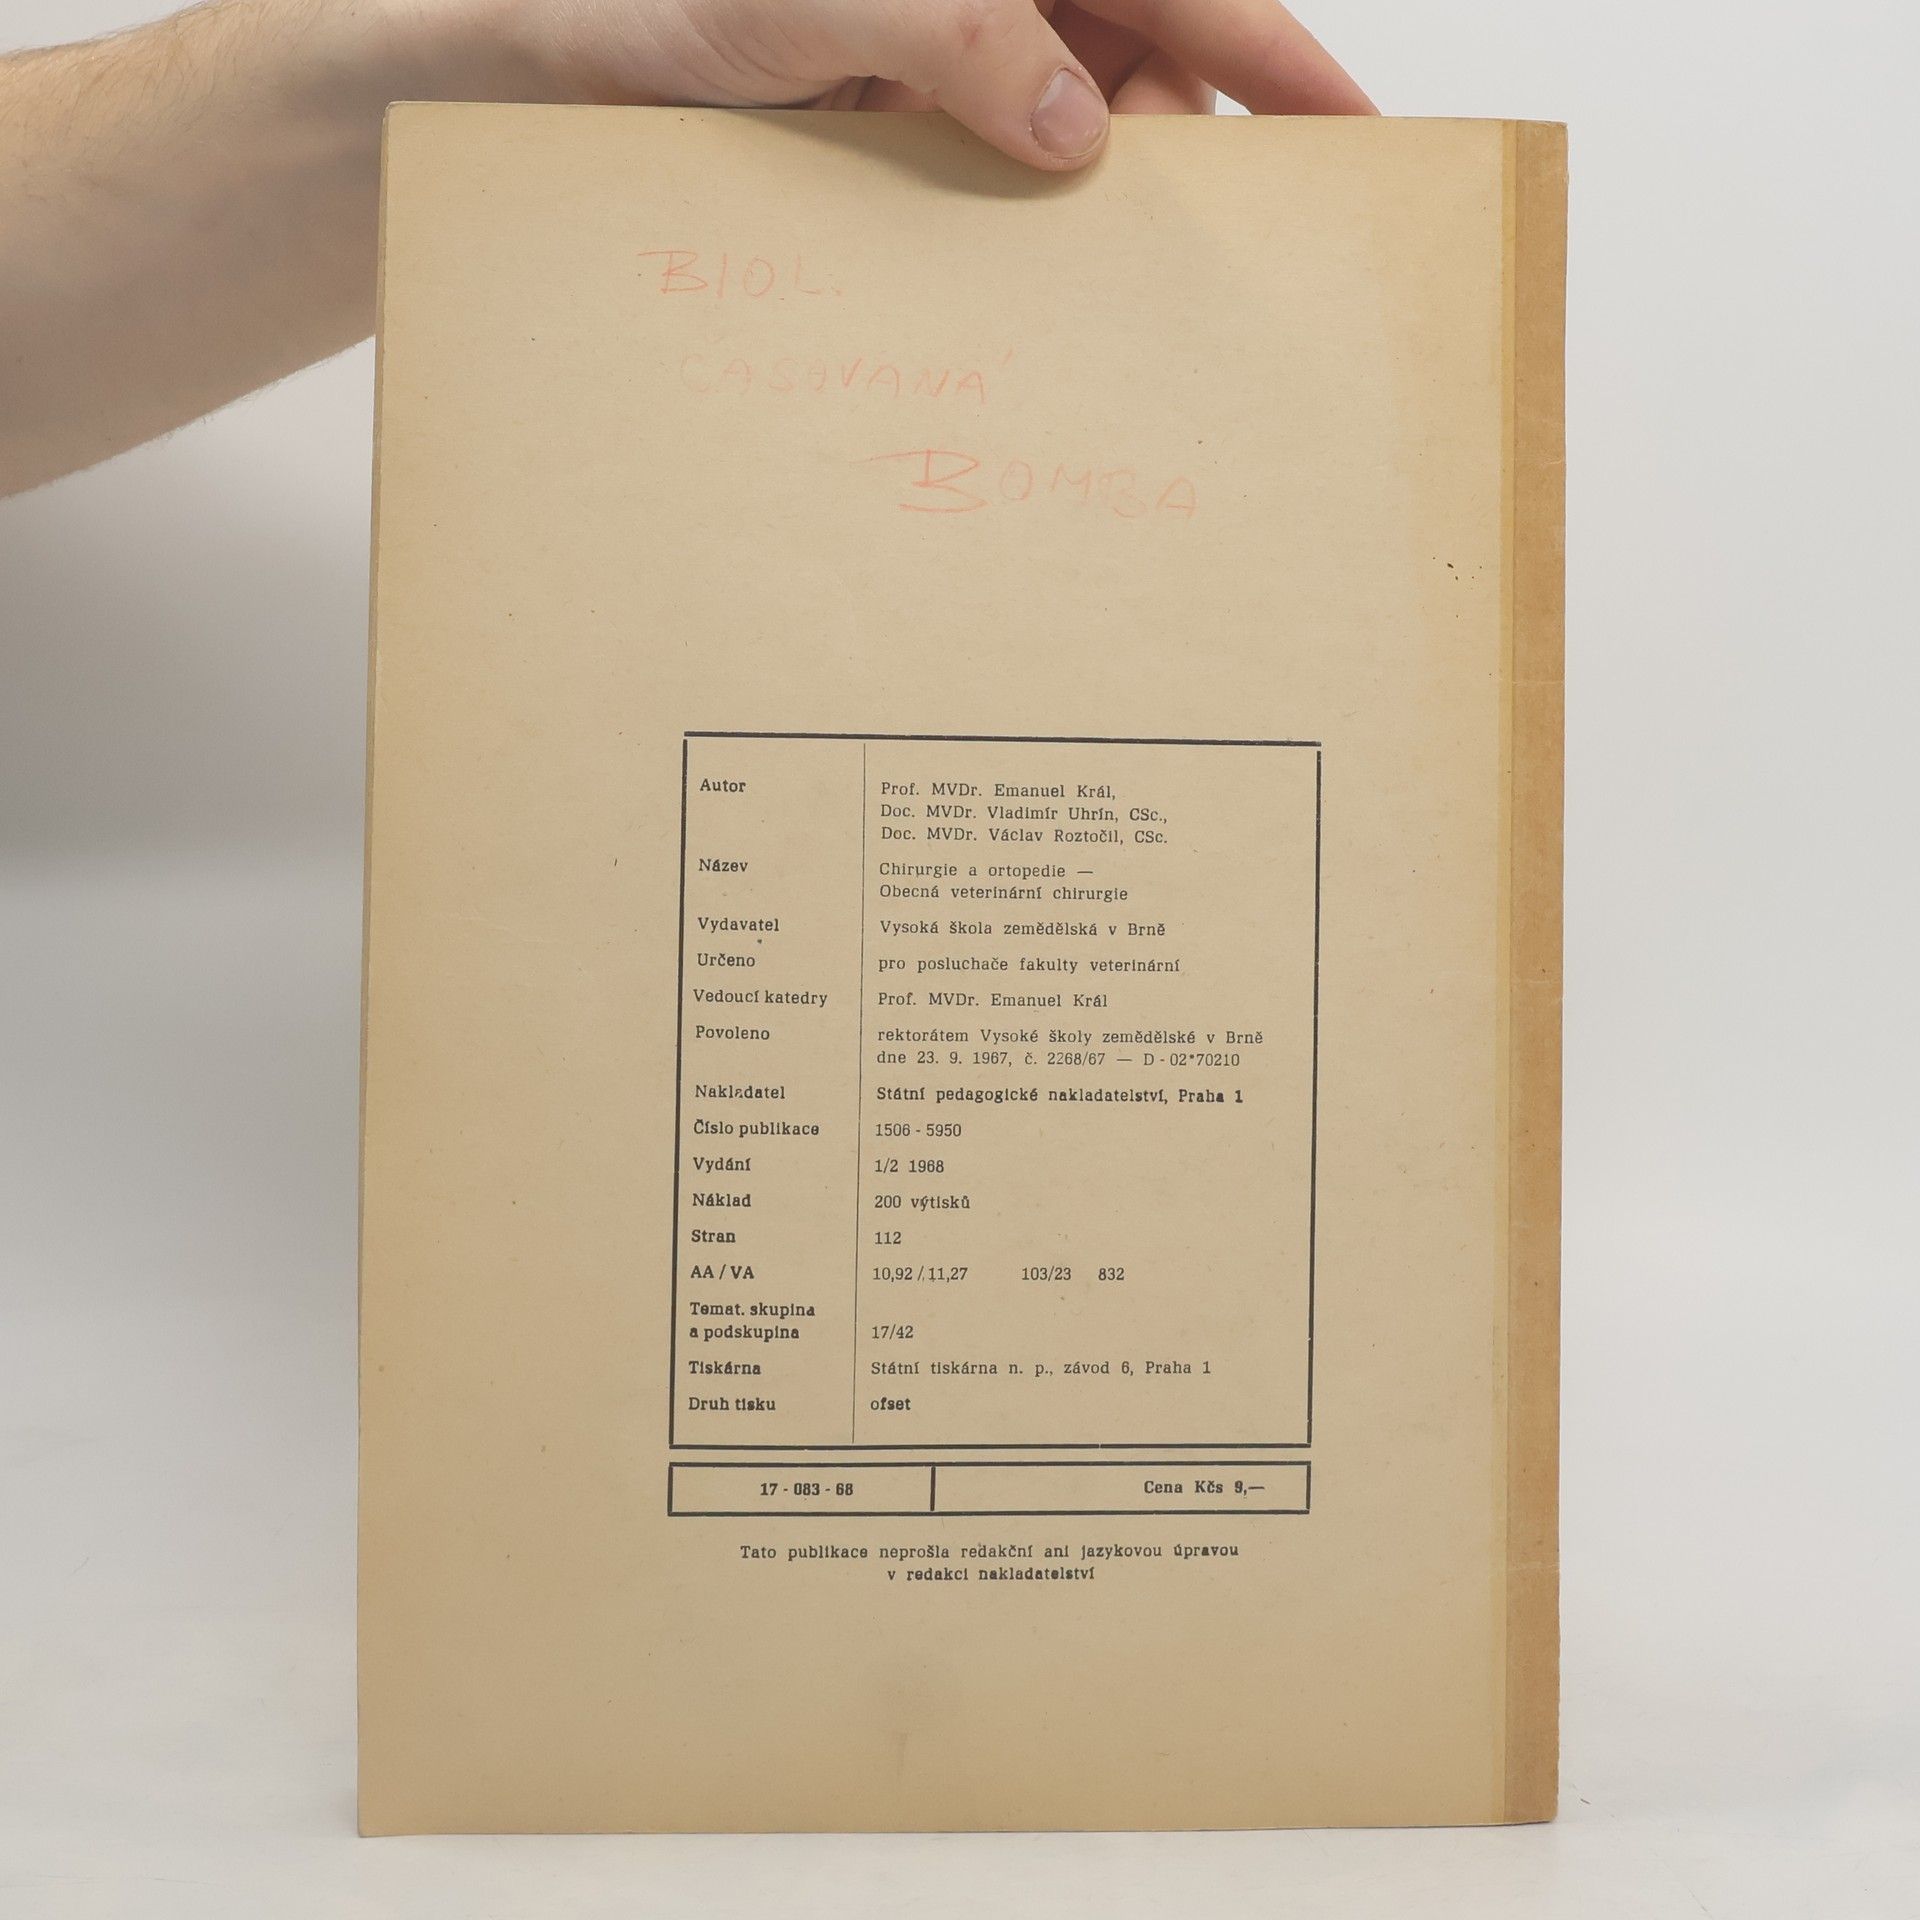 BIOL.
ČASOVANÁ
BOMBA
Autor Prof. MVDr. Emanuel Král,
Doc. MVDr. Vladimír Uhrín, CSc.,
Doc. MVDr. Václav Roztočil, CSc.
Název Chirurgie a ortopedie —
Obecná veterinární chirurgie
Vydavatel Vysoká škola zemědělská v Brně
Určeno pro posluchače fakulty veterinární
Vedoucí katedry Prof. MVDr. Emanuel Král
Povoleno rektorátem Vysoké školy zemědělské v Brně
dne 23. 9. 1967, č. 2268/67 — D - 02*70210
Nakladatel Státní pedagogické nakladatelství, Praha 1
Číslo publikace 1506 - 5950
Vydání 1/2 1968
Náklad 200 výtisků
Stran 112
AA / VA 10,92 / 11,27 103/23 832
Temat. skupina
a podskupina 17/42
Tiskárna Státní tiskárna n. p., závod 6, Praha 1
Druh tisku ofset
17 - 083 - 68 Cena Kčs 9,—
Tato publikace neprošla redakční ani jazykovou úpravou
v redakci nakladatelství